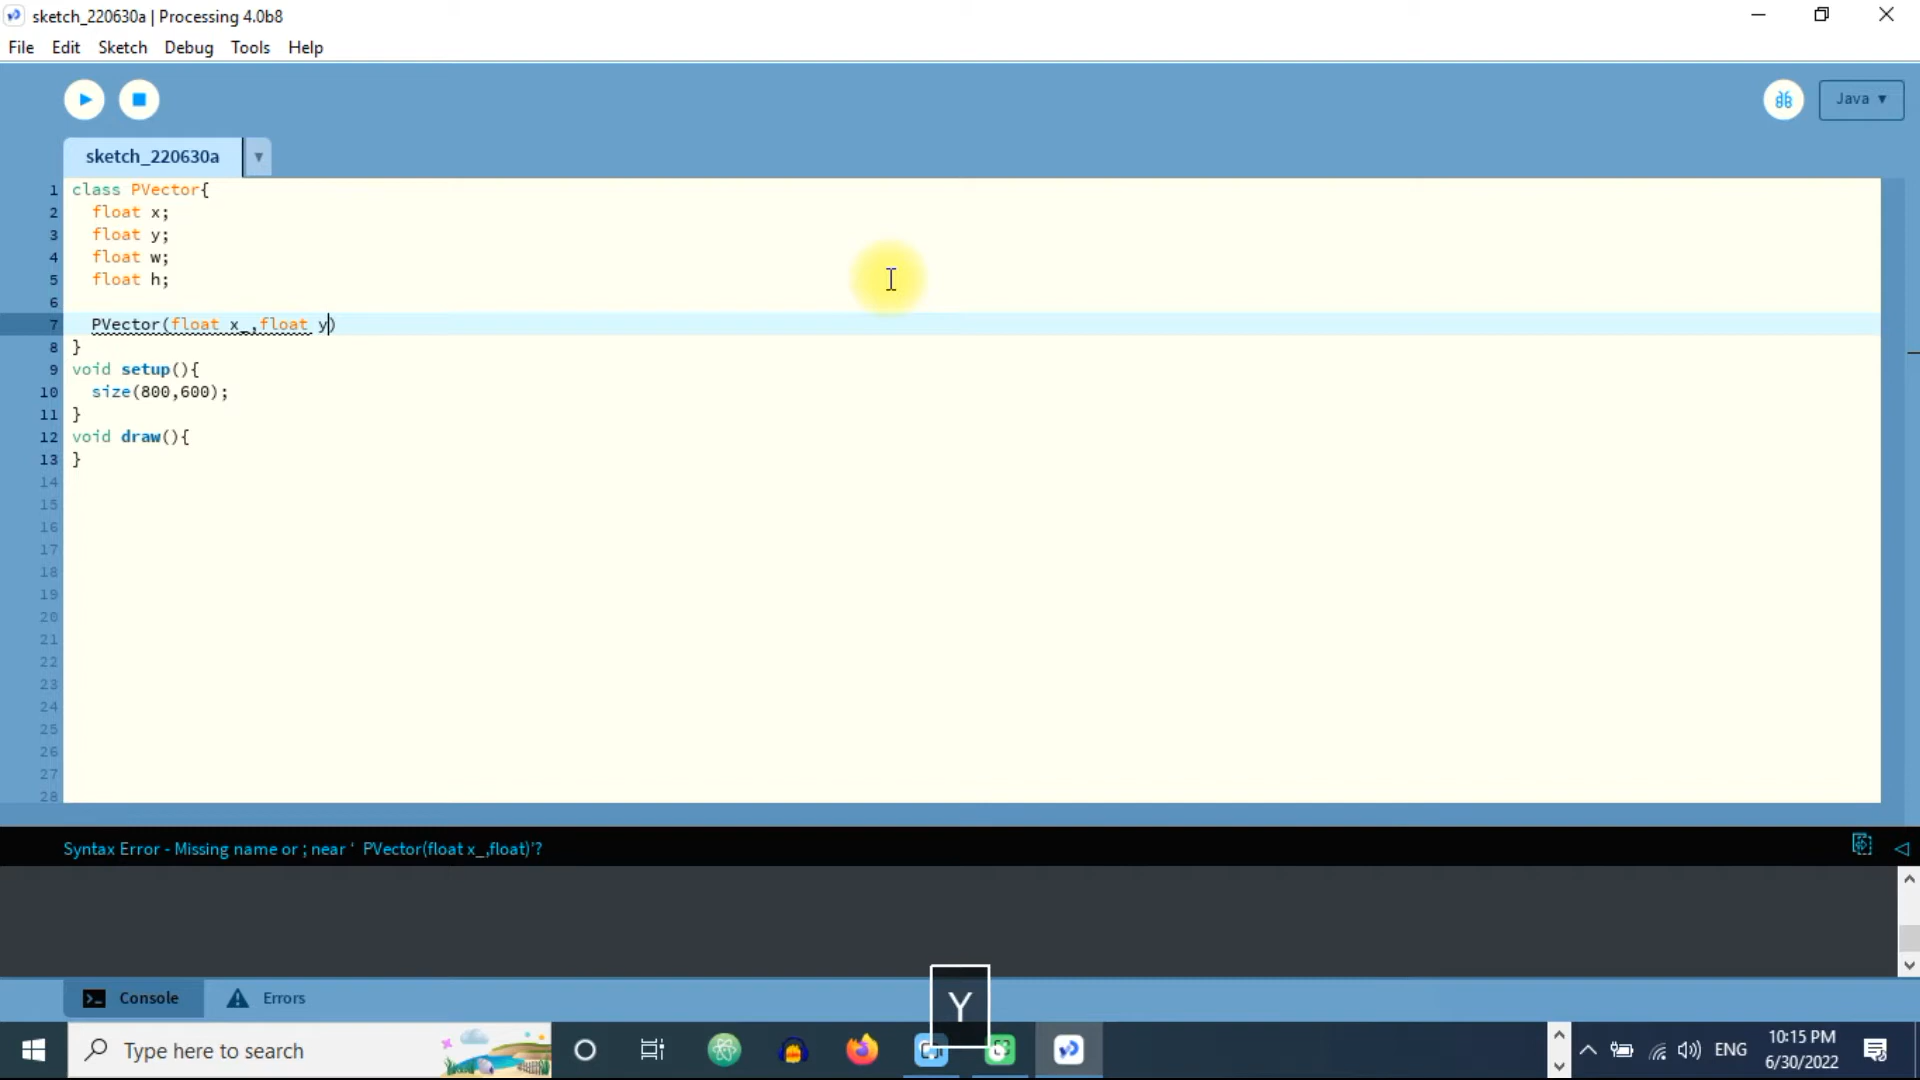 sketch_220630a | Processing 4.0b8
File Edit Sketch Debug Tools Help
Java ▾
sketch_220630a ▾
1 class PVector{
2 float x;
3 float y;
4 float w;
5 float h;
6
7 PVector(float x_,float y)
8 }
9 void setup(){
10 size(800,600);
11 }
12 void draw(){
13 }
14
15
16
17
18
19
20
21
22
23
24
25
26
27
28
Syntax Error - Missing name or ; near ‘ PVector(float x_,float)’?
Console Errors
Y
Type here to search
ENG
10:15 PM
6/30/2022